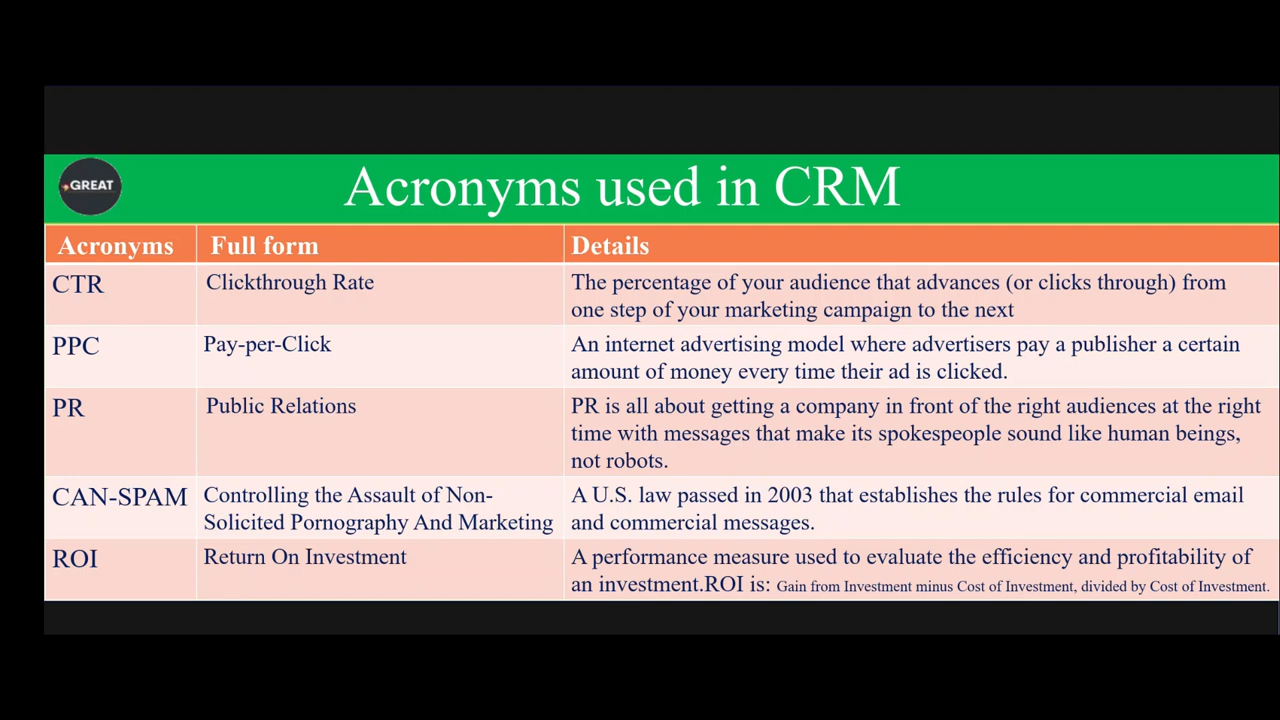 GREAT
Acronyms used in CRM
Acronyms Full form Details
CTR Clickthrough Rate The percentage of your audience that advances (or clicks through) from
one step of your marketing campaign to the next
PPC Pay-per-Click An internet advertising model where advertisers pay a publisher a certain
amount of money every time their ad is clicked.
PR Public Relations PR is all about getting a company in front of the right audiences at the right
time with messages that make its spokespeople sound like human beings,
not robots.
CAN-SPAM Controlling the Assault of Non- A U.S. law passed in 2003 that establishes the rules for commercial email
Solicited Pornography And Marketing and commercial messages.
ROI Return On Investment A performance measure used to evaluate the efficiency and profitability of
an investment.ROI is: Gain from Investment minus Cost of Investment, divided by Cost of Investment.